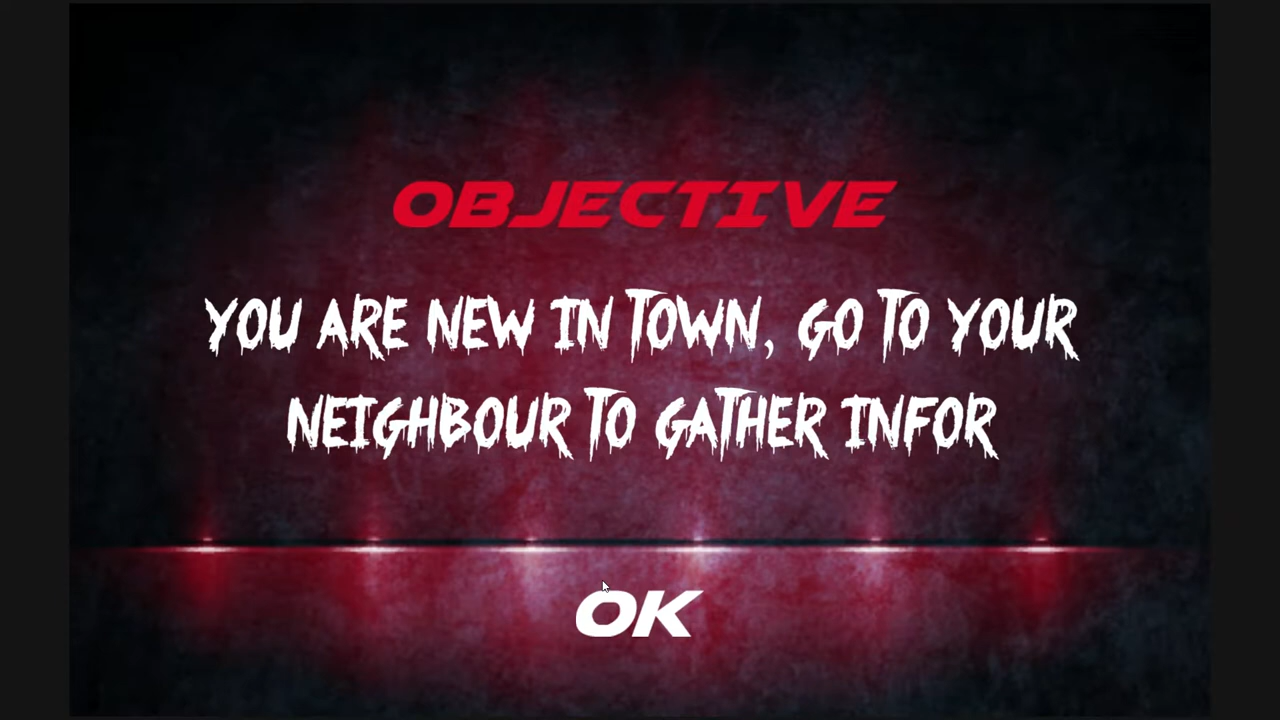 OBJECTIVE
YOU ARE NEW IN TOWN, GO TO YOUR
NEIGHBOUR TO GATHER INFOR
OK